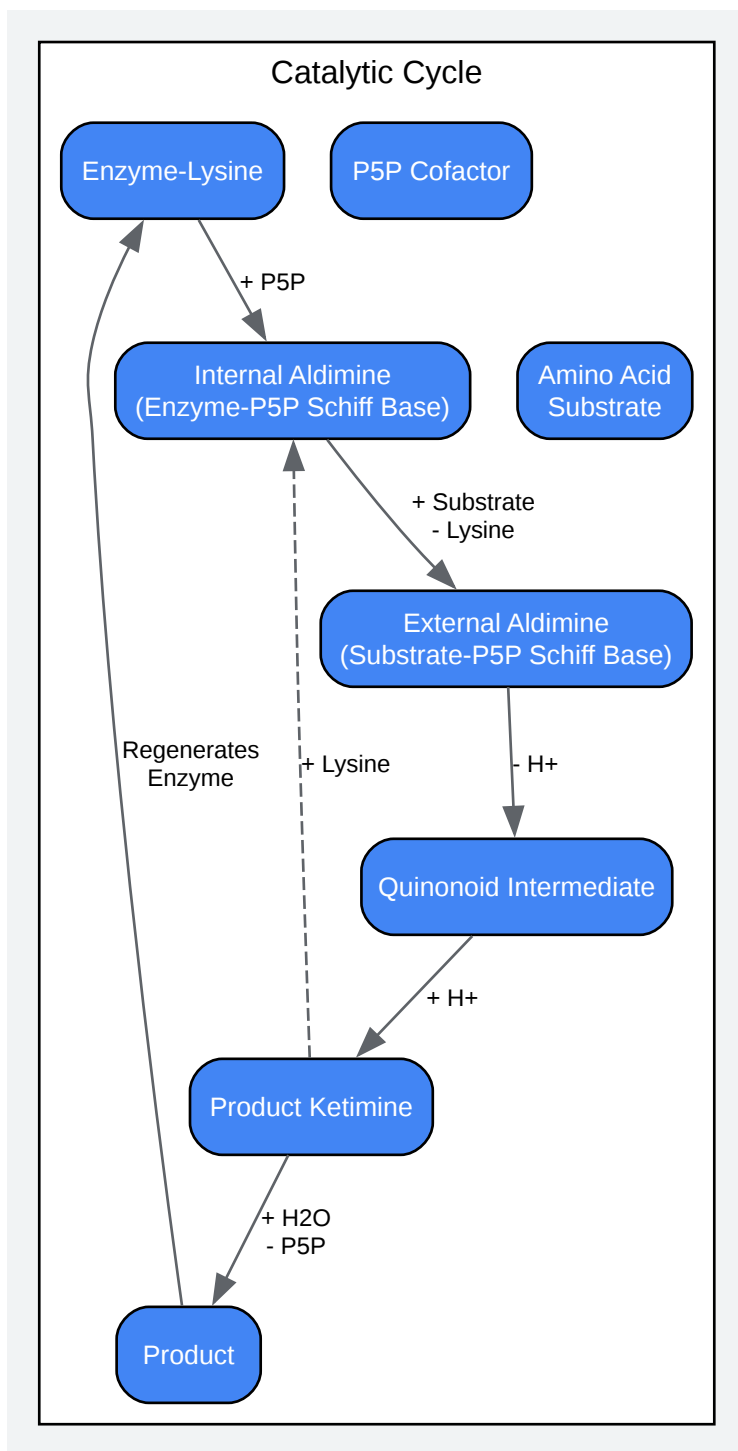 Catalytic Cycle
Enzyme-Lysine
P5P Cofactor
+ P5P
Internal Aldimine
(Enzyme-P5P Schiff Base)
Amino Acid
Substrate
+ Substrate
- Lysine
External Aldimine
(Substrate-P5P Schiff Base)
Regenerates
Enzyme
+ Lysine
- H+
Quinonoid Intermediate
+ H+
Product Ketimine
+ H2O
- P5P
Product